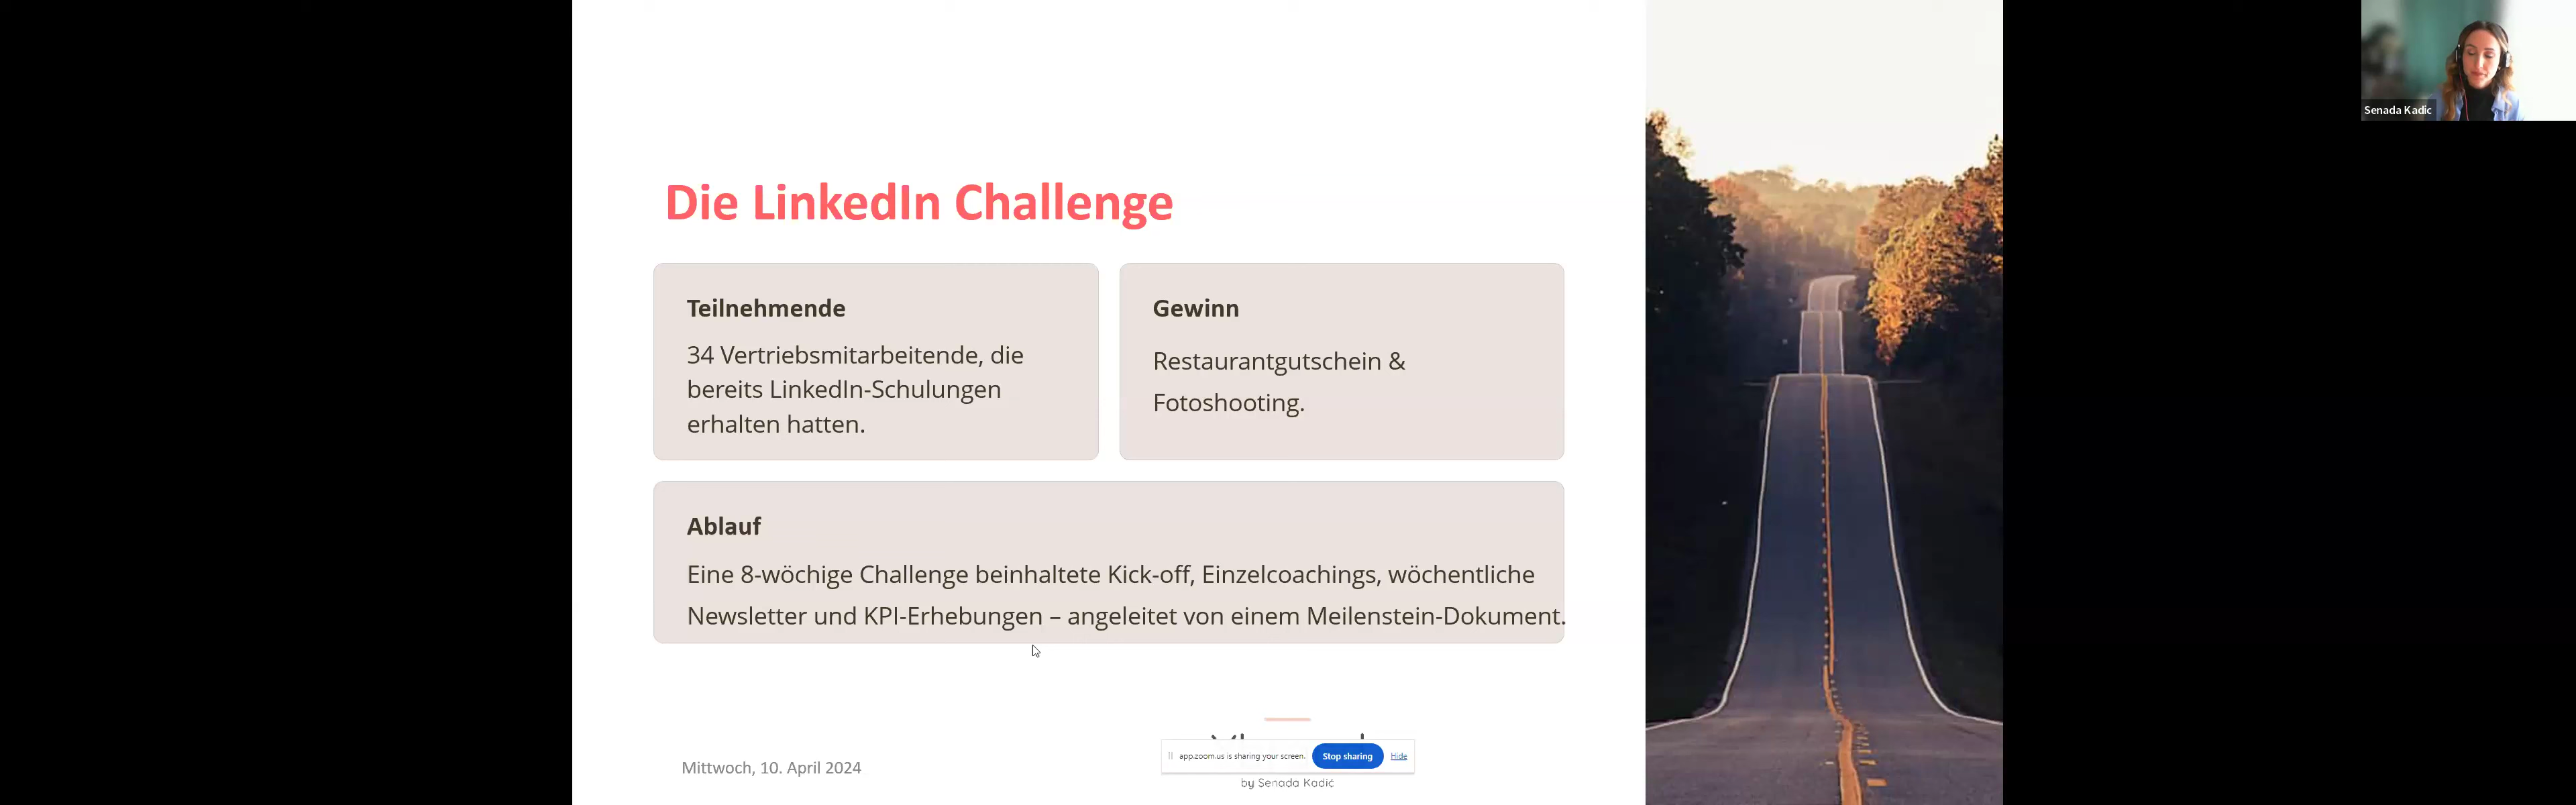 Die LinkedIn Challenge
Teilnehmende
34 Vertriebsmitarbeitende, die
bereits LinkedIn-Schulungen
erhalten hatten.
Gewinn
Restaurantgutschein &
Fotoshooting.
Ablauf
Eine 8-wöchige Challenge beinhaltete Kick-off, Einzelcoachings, wöchentliche
Newsletter und KPI-Erhebungen – angeleitet von einem Meilenstein-Dokument.
Mittwoch, 10. April 2024
app.zoom.us is sharing your screen.
Stop sharing
Hide
by Senada Kadić
Senada Kadic